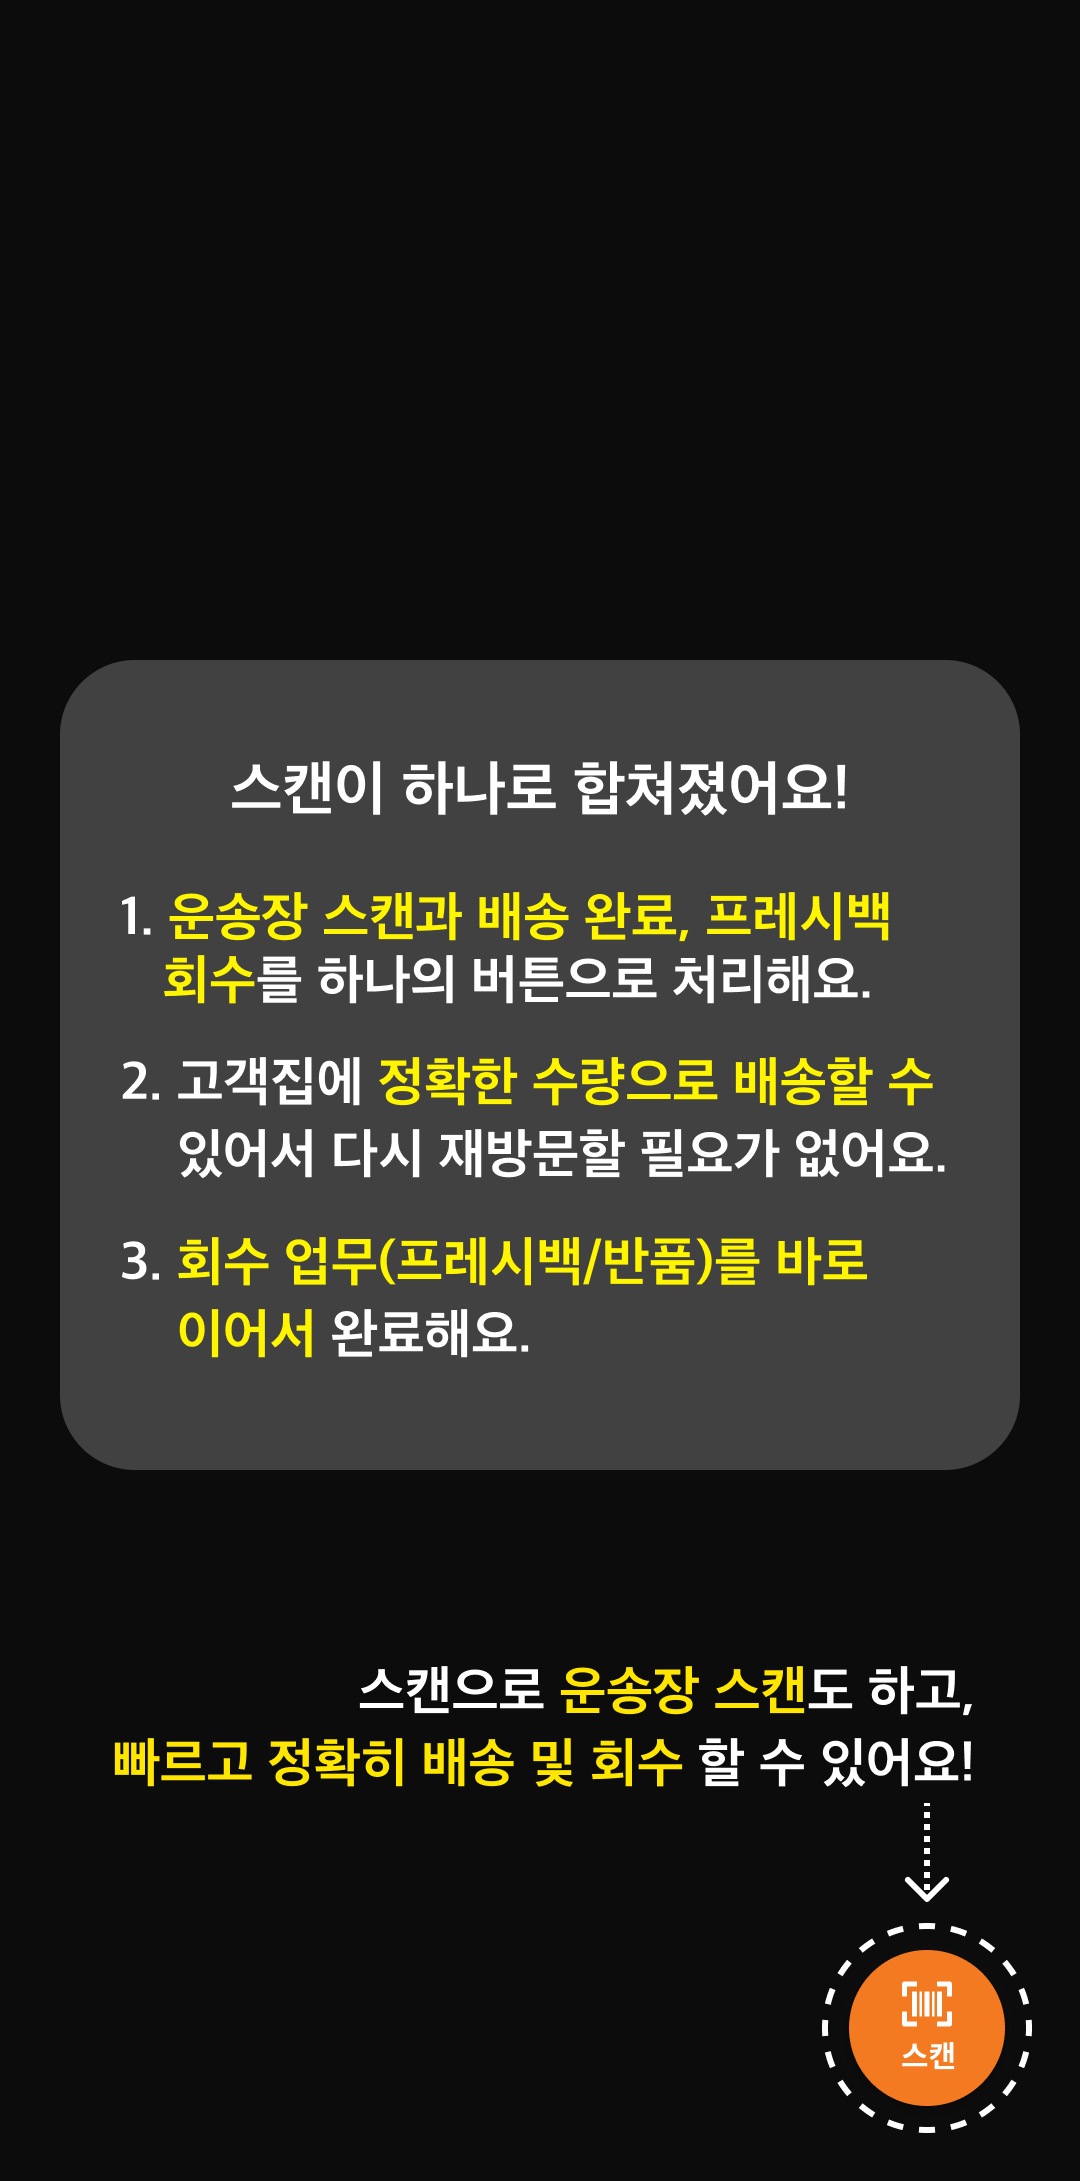 스캔이 하나로 합쳐졌어요!
1. 운송장 스캔과 배송 완료, 프레시백
회수를 하나의 버튼으로 처리해요.
2. 고객집에 정확한 수량으로 배송할 수
있어서 다시 재방문할 필요가 없어요.
3. 회수 업무(프레시백/반품)를 바로
이어서 완료해요.
스캔으로 운송장 스캔도 하고,
빠르고 정확히 배송 및 회수 할 수 있어요!
스캔